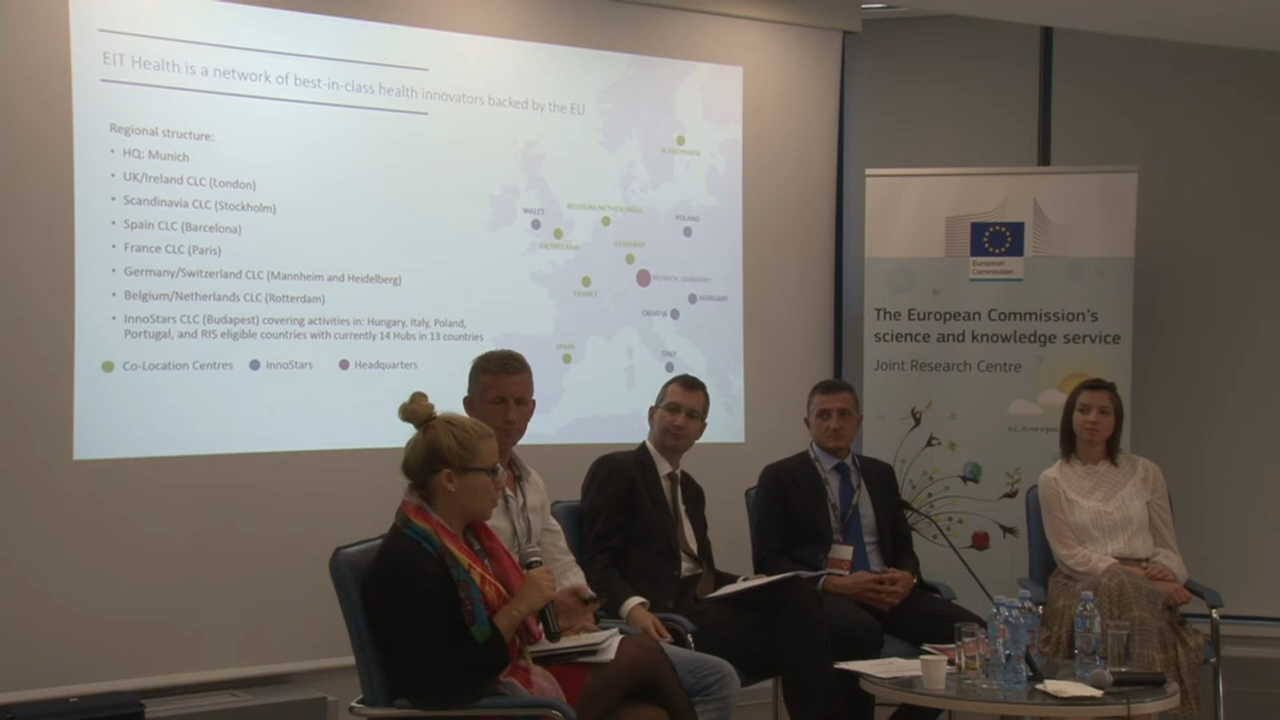 EIT Health is a network of best-in-class health innovators backed by the EU
Regional structure:
• HQ: Munich
• UK/Ireland CLC (London)
• Scandinavia CLC (Stockholm)
• Spain CLC (Barcelona)
• France CLC (Paris)
• Germany/Switzerland CLC (Mannheim and Heidelberg)
• Belgium/Netherlands CLC (Rotterdam)
• InnoStars CLC (Budapest) covering activities in: Hungary, Italy, Poland,
Portugal, and RIS eligible countries with currently 14 Hubs in 13 countries
Co-Location Centres
InnoStars
Headquarters
SCANDINAVIA
WALES
BELGIUM/NETHERLANDS
POLAND
UK/IRELAND
GERMANY
MUNICH, GERMANY
FRANCE
HUNGARY
CROATIA
SPAIN
ITALY
European
Commission
The European Commission's
science and knowledge service
Joint Research Centre